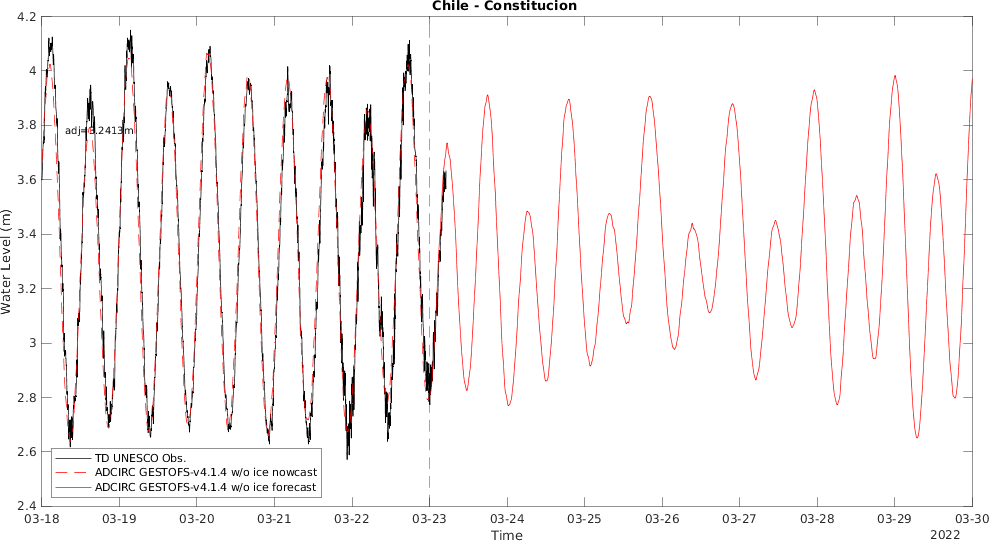 Chile - Constitucion
4.2
4
3.8
3.6
3.4
3.2
3
2.8
2.6
2.4
Water Level (m)
TD UNESCO Obs.
ADCIRC GESTOFS-v4.1.4 w/o ice nowcast
ADCIRC GESTOFS-v4.1.4 w/o ice forecast
03-18 03-19 03-20 03-21 03-22 03-23 03-24 03-25 03-26 03-27 03-28 03-29 03-30
Time
2022